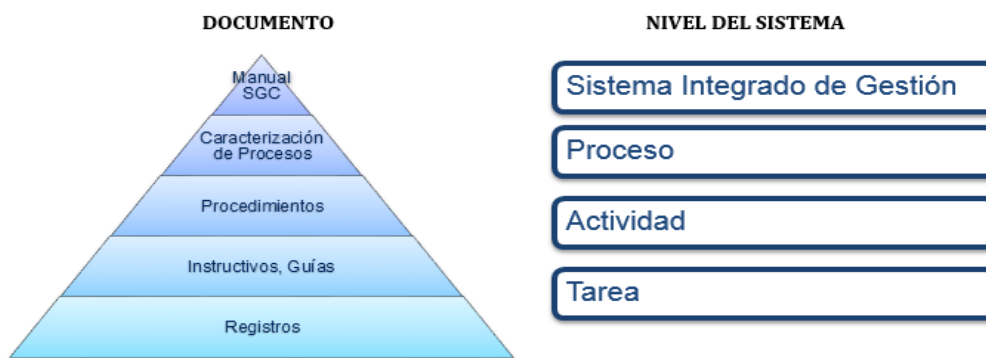 DOCUMENTO
NIVEL DEL SISTEMA
Manual
SGC
Caracterización
de Procesos
Procedimientos
Instructivos, Guías
Registros
Sistema Integrado de Gestión
Proceso
Actividad
Tarea